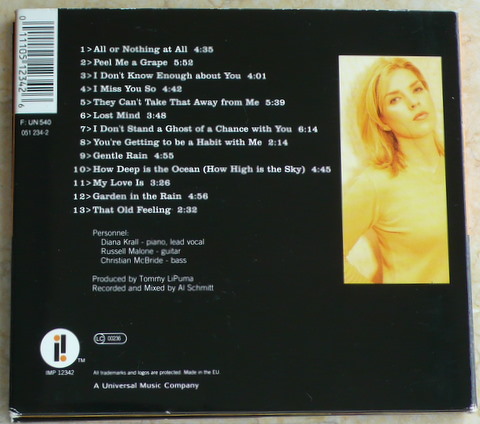 0 11105 12342 6
F: UN 540
051 234-2
1>All or Nothing at All 4:35
2>Peel Me a Grape 5:52
3>I Don't Know Enough about You 4:01
4>I Miss You So 4:42
5>They Can't Take That Away from Me 5:39
6>Lost Mind 3:48
7>I Don't Stand a Ghost of a Chance with You 6:14
8>You're Getting to be a Habit with Me 2:14
9>Gentle Rain 4:55
10>How Deep is the Ocean (How High is the Sky) 4:45
11>My Love Is 3:26
12>Garden in the Rain 4:56
13>That Old Feeling 2:32
Personnel:
Diana Krall - piano, lead vocal
Russell Malone - guitar
Christian McBride - bass
Produced by Tommy LiPuma
Recorded and Mixed by Al Schmitt
i!
TM
IMP 12342
LC 00236
All trademarks and logos are protected. Made in the EU.
A Universal Music Company